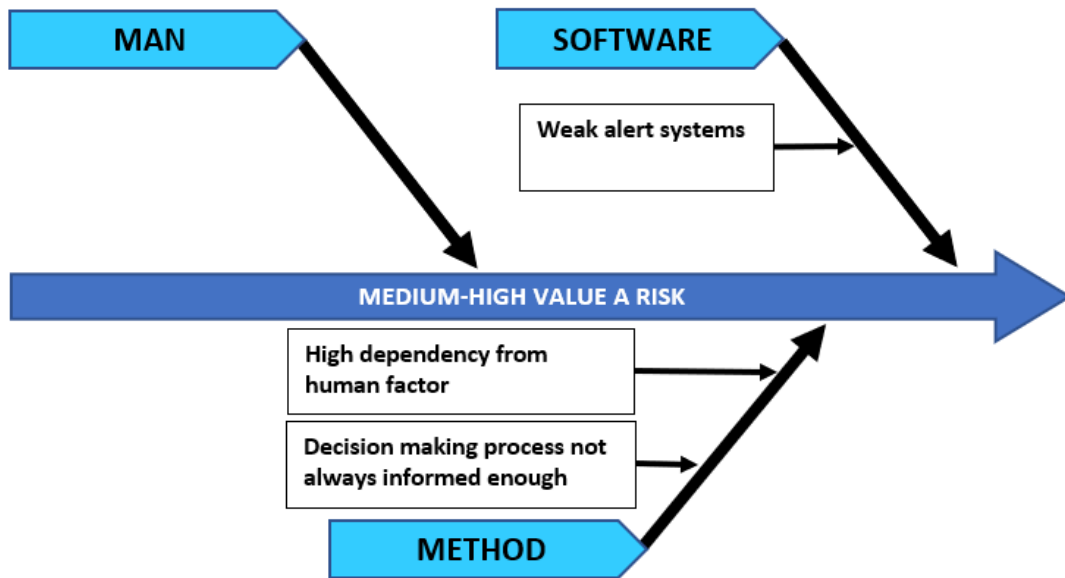 MAN
SOFTWARE
Weak alert systems
MEDIUM-HIGH VALUE A RISK
High dependency from
human factor
Decision making process not
always informed enough
METHOD